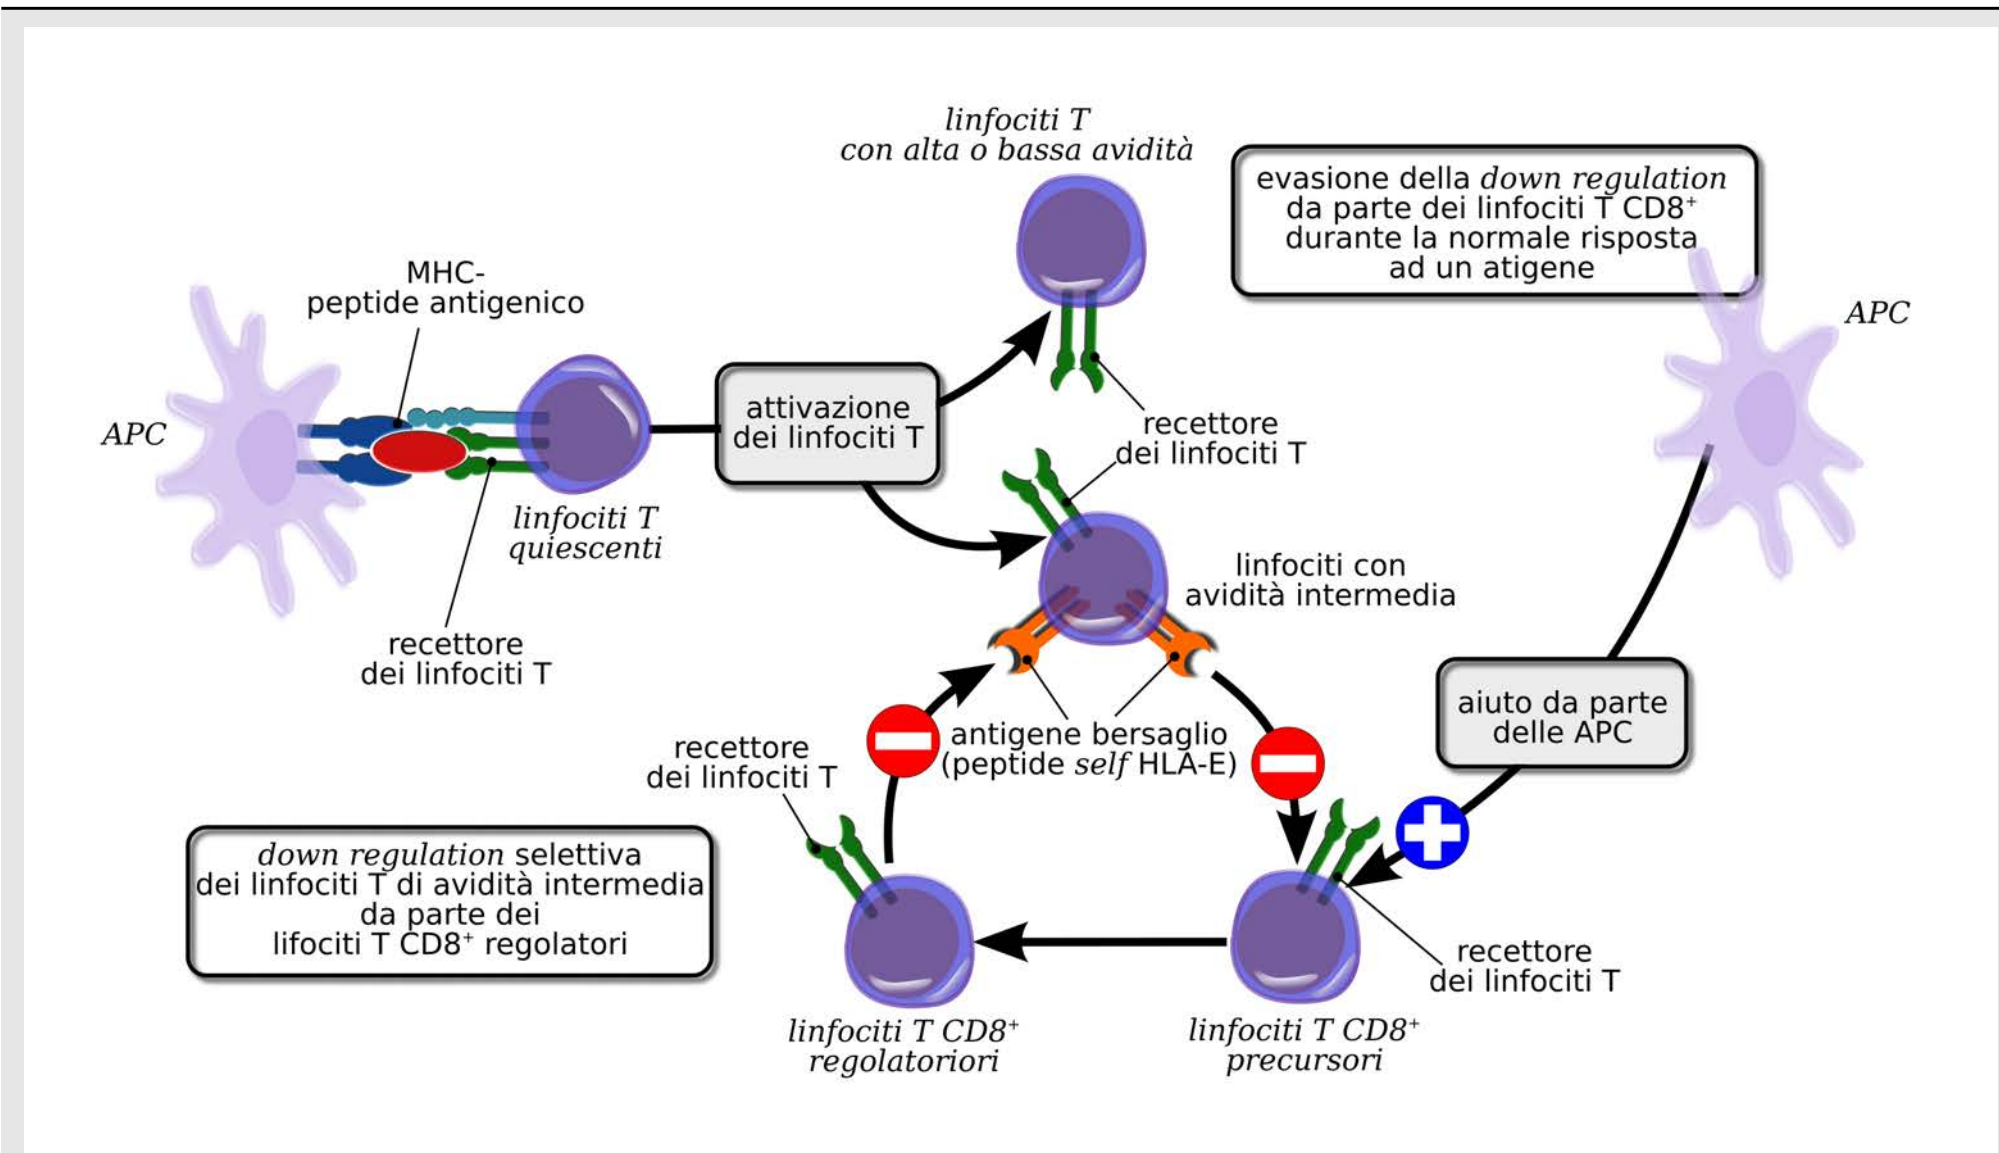 linfociti T
con alta o bassa avidità
evasione della down regulation
da parte dei linfociti T CD8⁺
durante la normale risposta
ad un atigene
MHC-
peptide antigenico
APC
APC
attivazione
dei linfociti T
recettore
dei linfociti T
linfociti T
quiescenti
linfociti con
avidità intermedia
recettore
dei linfociti T
aiuto da parte
delle APC
antigene bersaglio
(peptide self HLA-E)
recettore
dei linfociti T
down regulation selettiva
dei linfociti T di avidità intermedia
da parte dei
lifociti T CD8⁺ regolatori
recettore
dei linfociti T
linfociti T CD8⁺
regolatoriori
linfociti T CD8⁺
precursori